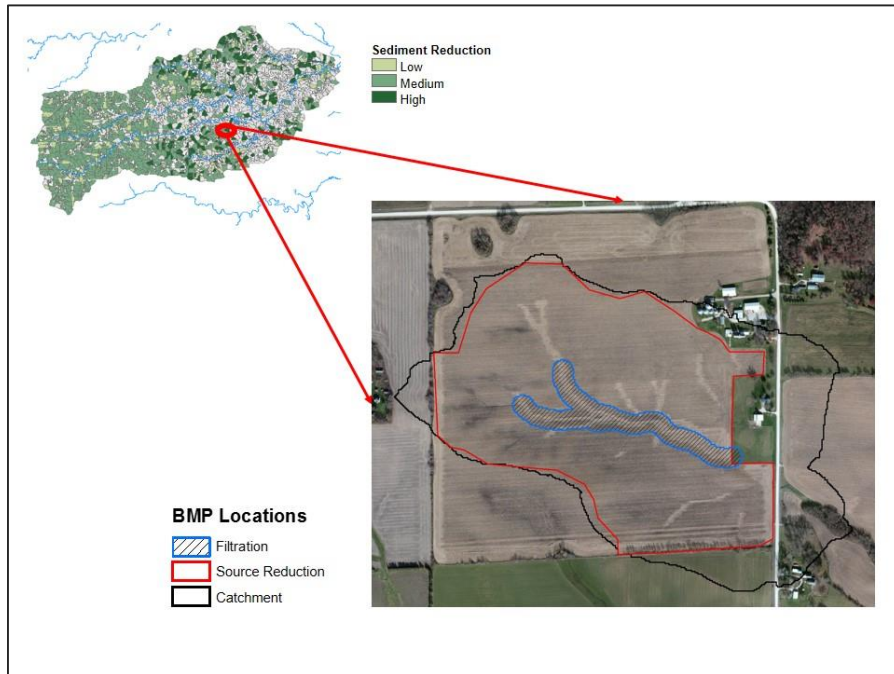 Sediment Reduction
Low
Medium
High
BMP Locations
Filtration
Source Reduction
Catchment